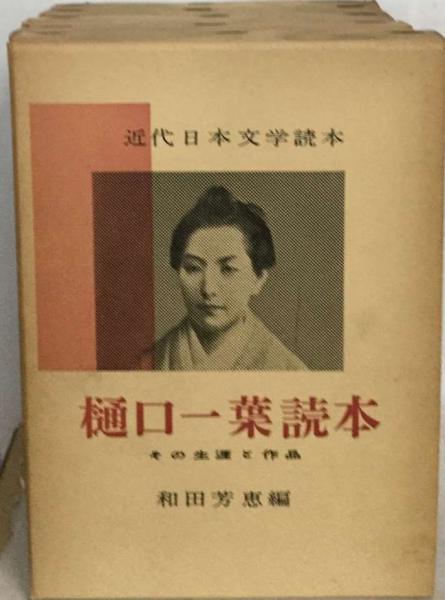 近代日本文学読本
樋口一葉読本
その生涯と作品
和田芳恵編